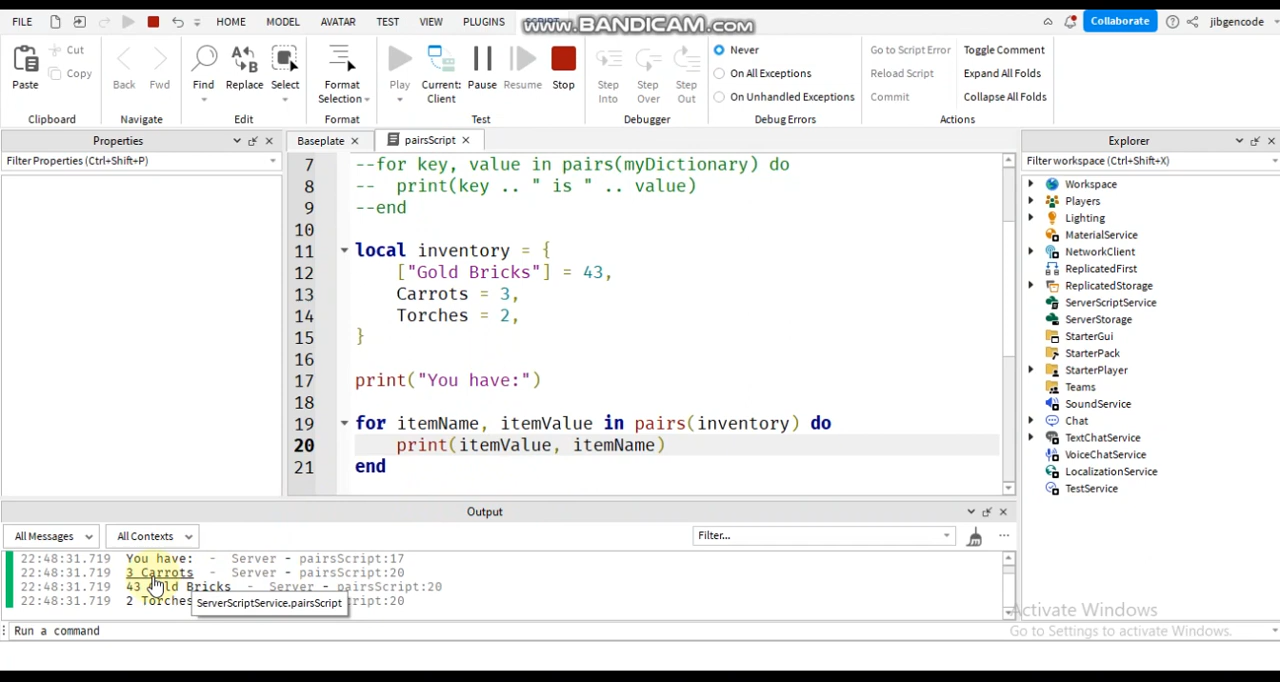 FILE HOME MODEL AVATAR TEST VIEW PLUGINS www.BANDICAM.com Collaborate jibgencode
Paste Cut Copy Back Fwd Find Replace Select Format Selection Play Current: Client Pause Resume Stop Step Into Step Over Step Out Never On All Exceptions On Unhandled Exceptions Go to Script Error Reload Script Commit Toggle Comment Expand All Folds Collapse All Folds
Clipboard Navigate Edit Format Test Debugger Debug Errors Actions
Properties
Filter Properties (Ctrl+Shift+P)
Baseplate pairsScript
7 --for key, value in pairs(myDictionary) do
8 -- print(key .. " is " .. value)
9 --end
10
11 local inventory = {
12 ["Gold Bricks"] = 43,
13 Carrots = 3,
14 Torches = 2,
15 }
16
17 print("You have:")
18
19 for itemName, itemValue in pairs(inventory) do
20 print(itemValue, itemName)
21 end
Explorer
Filter workspace (Ctrl+Shift+X)
Workspace
Players
Lighting
MaterialService
NetworkClient
ReplicatedFirst
ReplicatedStorage
ServerScriptService
ServerStorage
StarterGui
StarterPack
StarterPlayer
Teams
SoundService
Chat
TextChatService
VoiceChatService
LocalizationService
TestService
Output
All Messages All Contexts Filter...
22:48:31.719 You have: - Server - pairsScript:17
22:48:31.719 3 Carrots - Server - pairsScript:20
22:48:31.719 43 Bricks - Server - pairsScript:20
22:48:31.719 2 Torches ipt:20
ServerScriptService.pairsScript
Run a command
Activate Windows
Go to Settings to activate Windows.